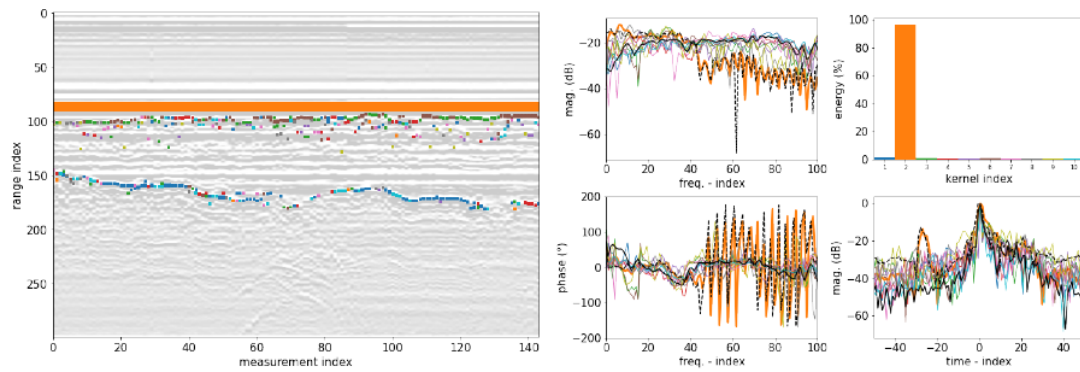 0
50
100
150
200
250
range index
0 20 40 60 80 100 120 140
measurement index
−20
−40
−60
mag. (dB)
0 20 40 60 80 100
freq. - index
100
80
60
40
20
0
energy (%)
1 2 3 4 5 6 7 8 9 10
kernel index
200
100
0
−100
−200
phase (°)
0 20 40 60 80 100
freq. - index
0
−20
−40
−60
mag. (dB)
−40 −20 0 20 40
time - index